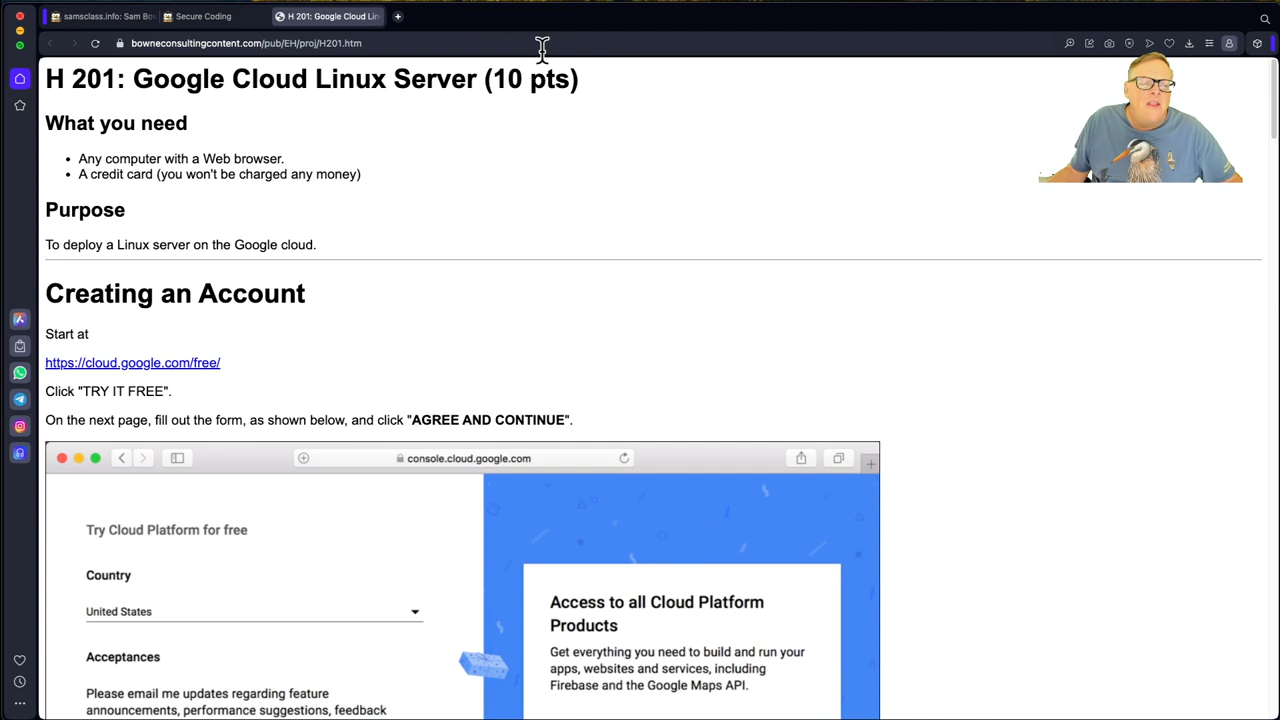 samsclass.info: Sam Bow
Secure Coding
H 201: Google Cloud Lin
bowneconsultingcontent.com/pub/EH/proj/H201.htm
H 201: Google Cloud Linux Server (10 pts)
What you need
• Any computer with a Web browser.
• A credit card (you won't be charged any money)
Purpose
To deploy a Linux server on the Google cloud.
Creating an Account
Start at
https://cloud.google.com/free/
Click "TRY IT FREE".
On the next page, fill out the form, as shown below, and click "AGREE AND CONTINUE".
console.cloud.google.com
Try Cloud Platform for free
Country
United States
Acceptances
Please email me updates regarding feature
announcements, performance suggestions, feedback
Access to all Cloud Platform
Products
Get everything you need to build and run your
apps, websites and services, including
Firebase and the Google Maps API.